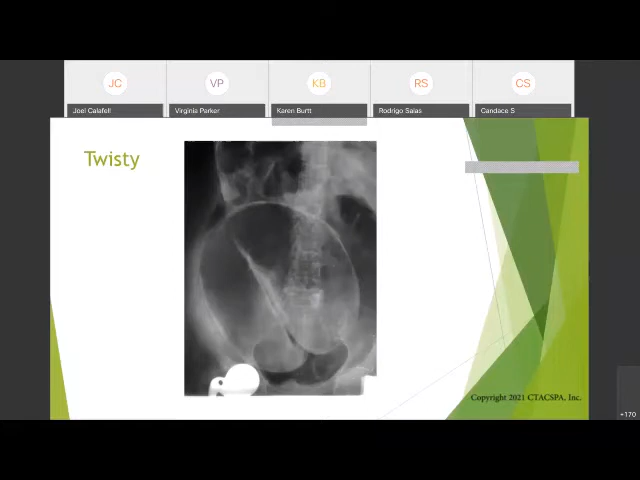 JC
VP
KB
RS
CS
Joel Calafell
Virginia Parker
Karen Burtt
Rodrigo Salas
Candace S
Twisty
Copyright 2021 CTACSPA, Inc.
+170